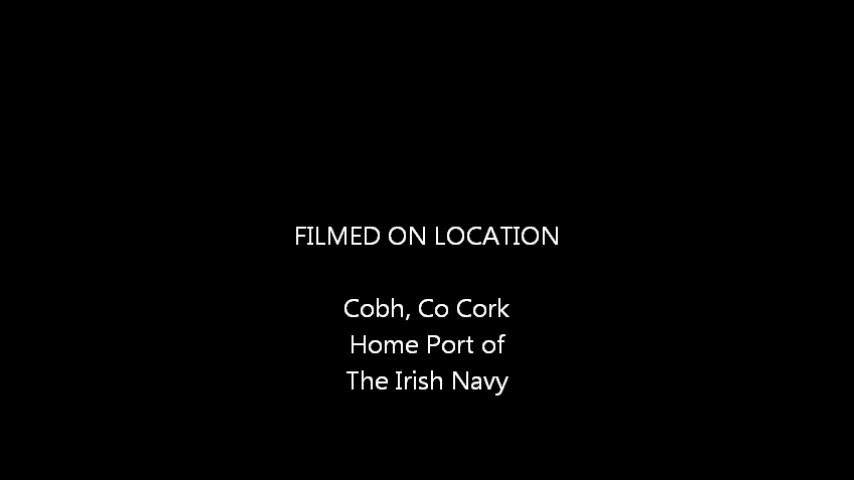 FILMED ON LOCATION
Cobh, Co Cork
Home Port of
The Irish Navy